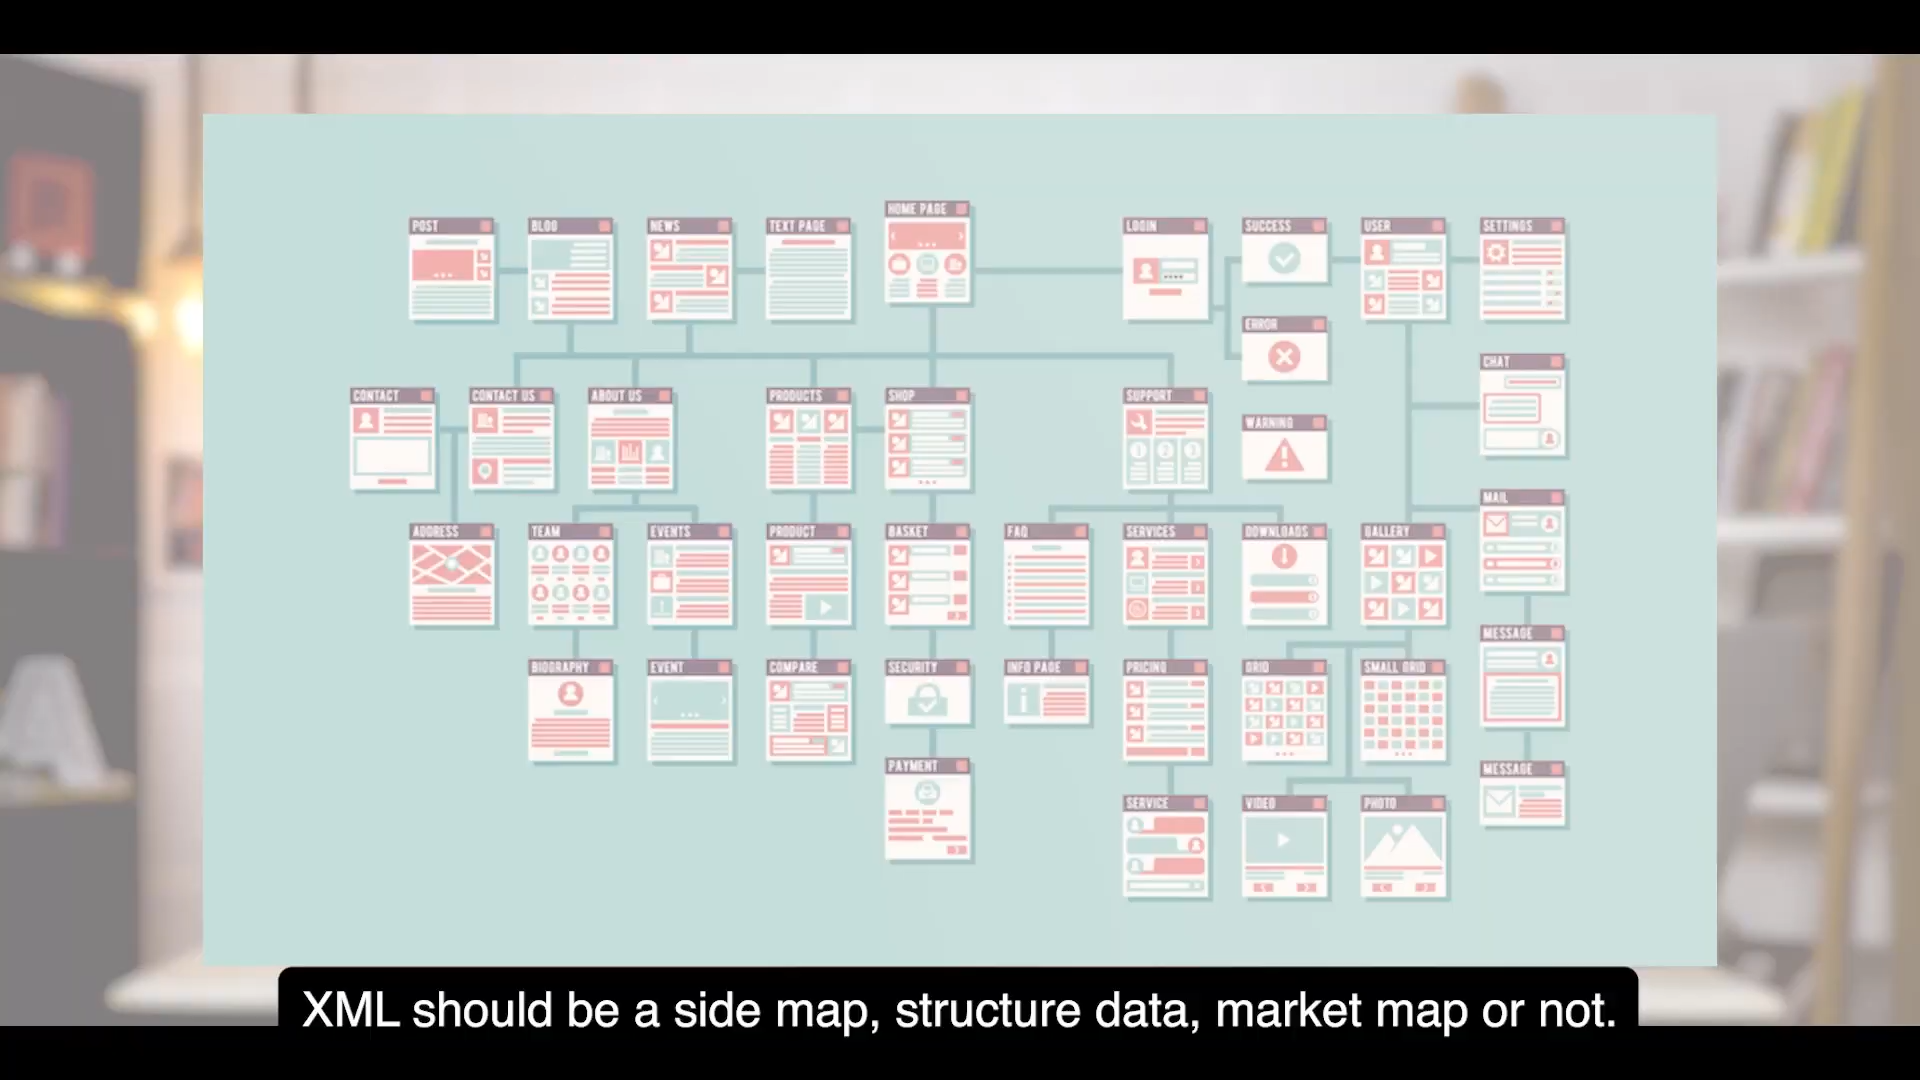 HOME PAGE
POST
BLOG
NEWS
TEXT PAGE
LOGIN
SUCCESS
USER
SETTINGS
ERROR
CHAT
CONTACT
CONTACT US
ABOUT US
PRODUCTS
SHOP
SUPPORT
1 2 3
WARNING
MAIL
ADDRESS
TEAM
EVENTS
PRODUCT
BASKET
FAQ
SERVICES
DOWNLOADS
GALLERY
MESSAGE
BIOGRAPHY
EVENT
COMPARE
SECURITY
INFO PAGE
PRICING
GRID
SMALL GRID
PAYMENT
MESSAGE
SERVICE
VIDEO
PHOTO
XML should be a side map, structure data, market map or not.